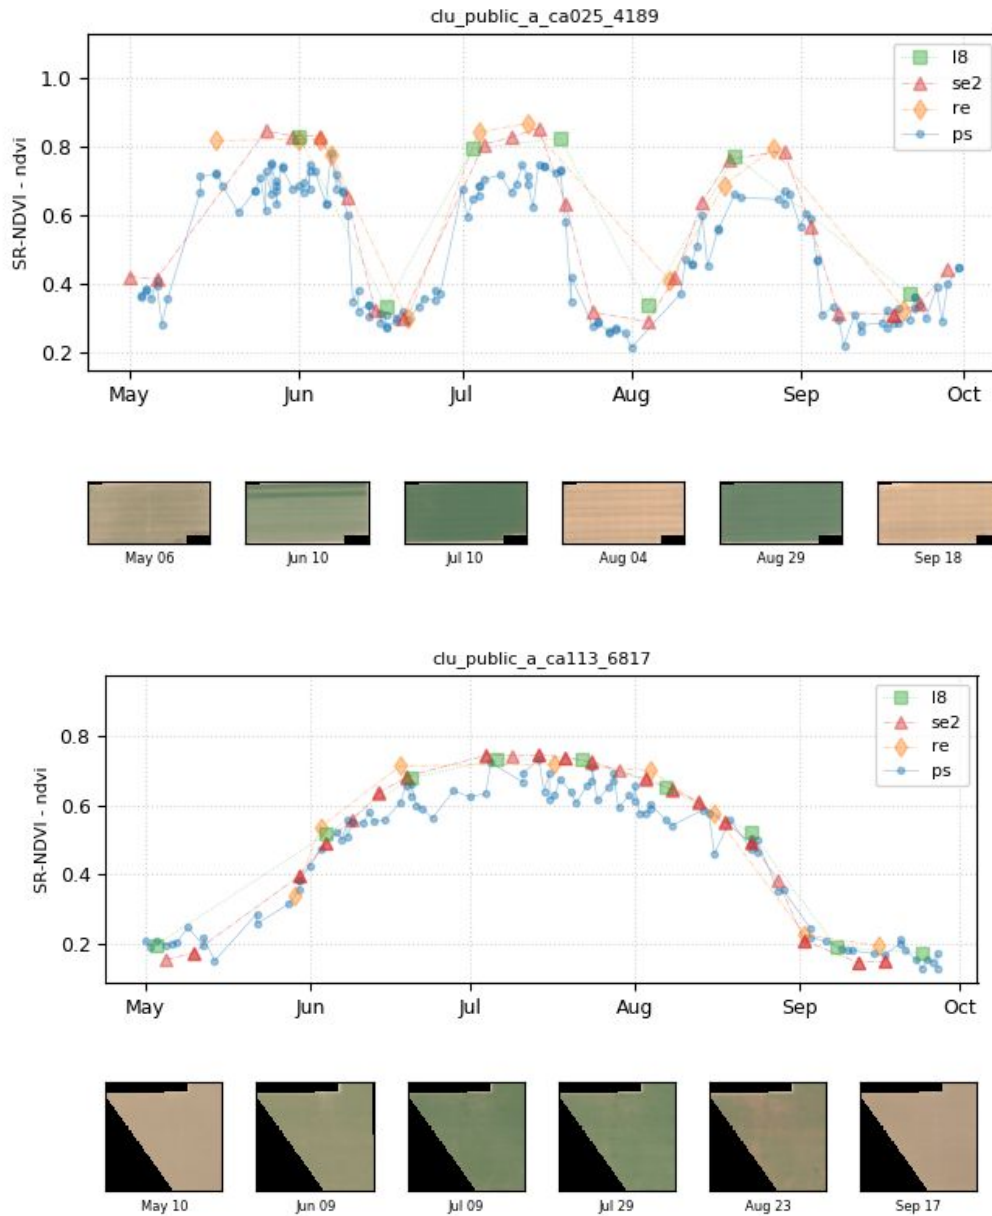 clu_public_a_ca025_4189
SR-NDVI - ndvi
1.0
0.8
0.6
0.4
0.2
l8
se2
re
ps
May Jun Jul Aug Sep Oct
May 06 Jun 10 Jul 10 Aug 04 Aug 29 Sep 18
clu_public_a_ca113_6817
SR-NDVI - ndvi
0.8
0.6
0.4
0.2
l8
se2
re
ps
May Jun Jul Aug Sep Oct
May 10 Jun 09 Jul 09 Jul 29 Aug 23 Sep 17